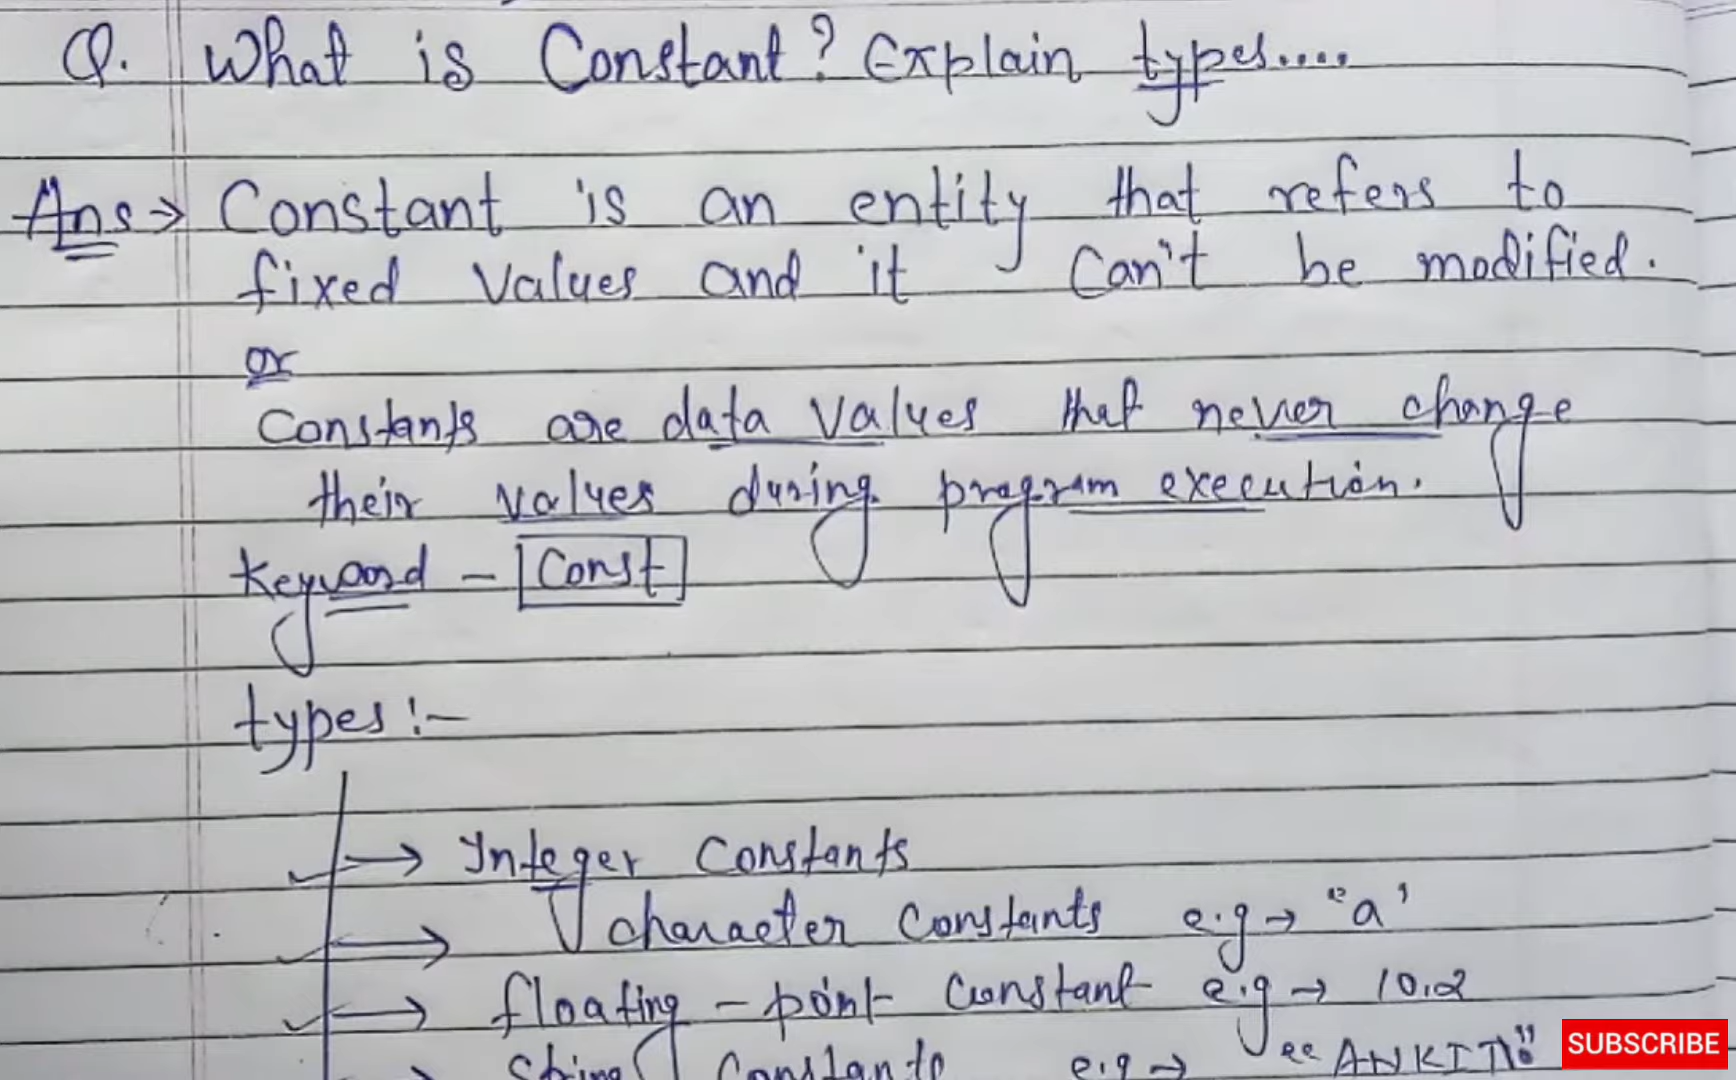 Q. What is Constant? Explain types....
Ans⇒ Constant is an entity that refers to
fixed values and it can't be modified.
or
Constants are data values that never change
their values during program execution.
keyword - Const
types:-
→ Integer Constants
→ character constants e.g → "a'
→ floating-point constant e.g → 10.2
→ String Constants e.g → "ANKIT"
SUBSCRIBE